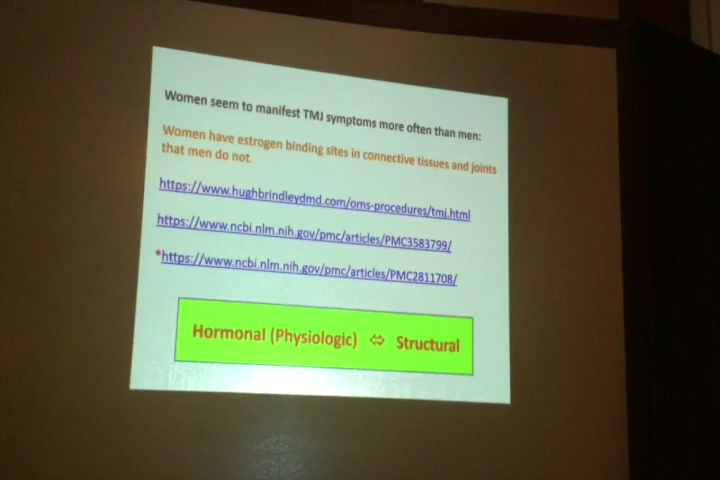 Women seem to manifest TMJ symptoms more often than men:
Women have estrogen binding sites in connective tissues and joints
that men do not.
https://www.hughbrindleydmd.com/oms-procedures/tmj.html
https://www.ncbi.nlm.nih.gov/pmc/articles/PMC3583799/
*https://www.ncbi.nlm.nih.gov/pmc/articles/PMC2811708/
Hormonal (Physiologic) ⇔ Structural